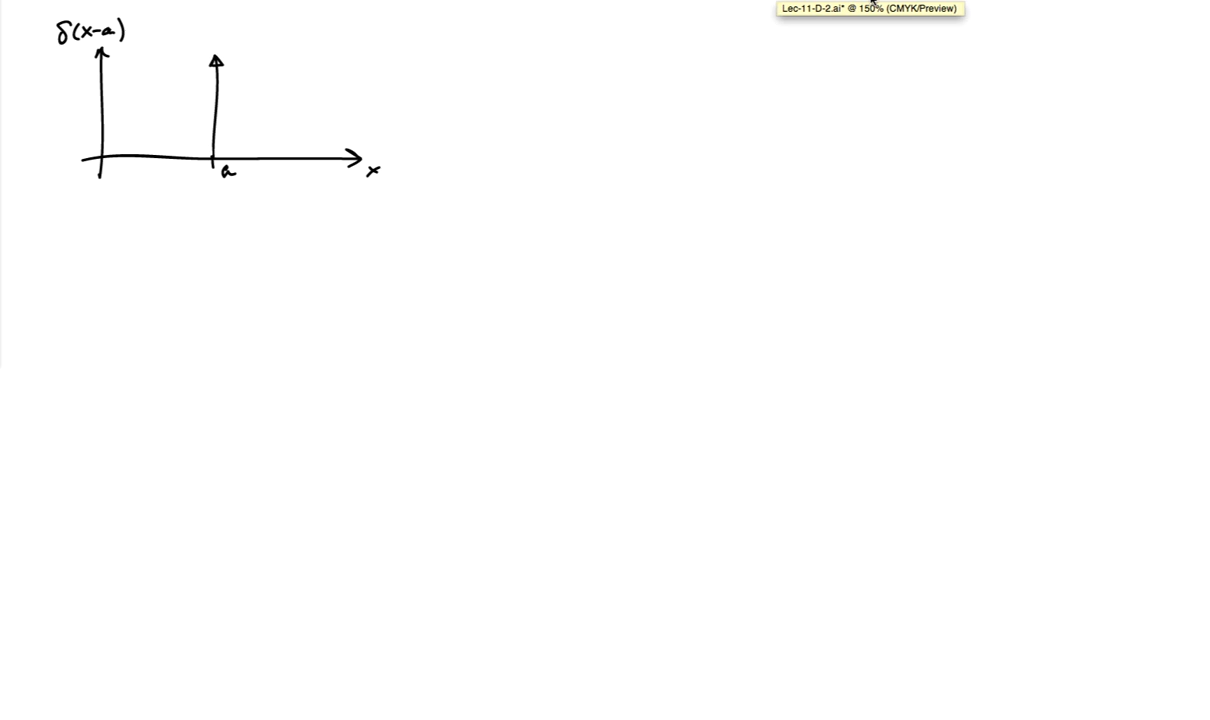 Lec-11-D-2.ai* @ 150% (CMYK/Preview)
δ(x-a)
a
x